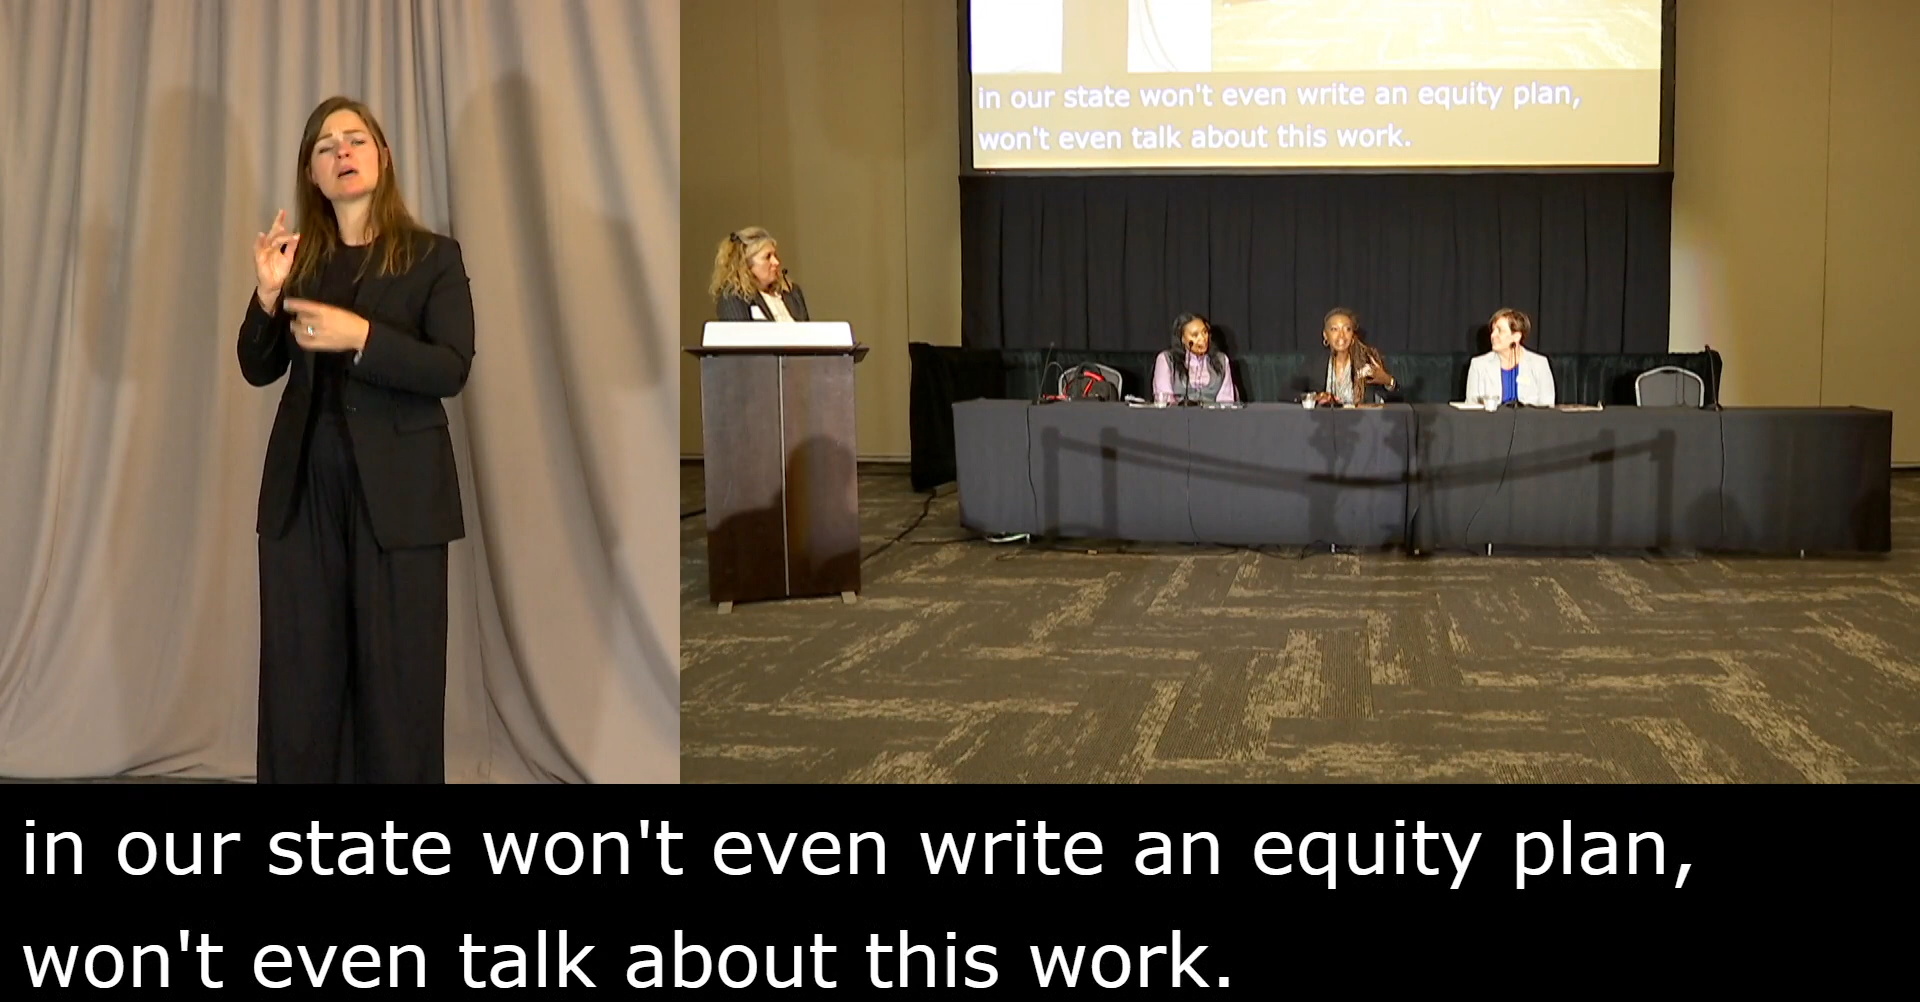 in our state won't even write an equity plan,
won't even talk about this work.
in our state won't even write an equity plan,
won't even talk about this work.